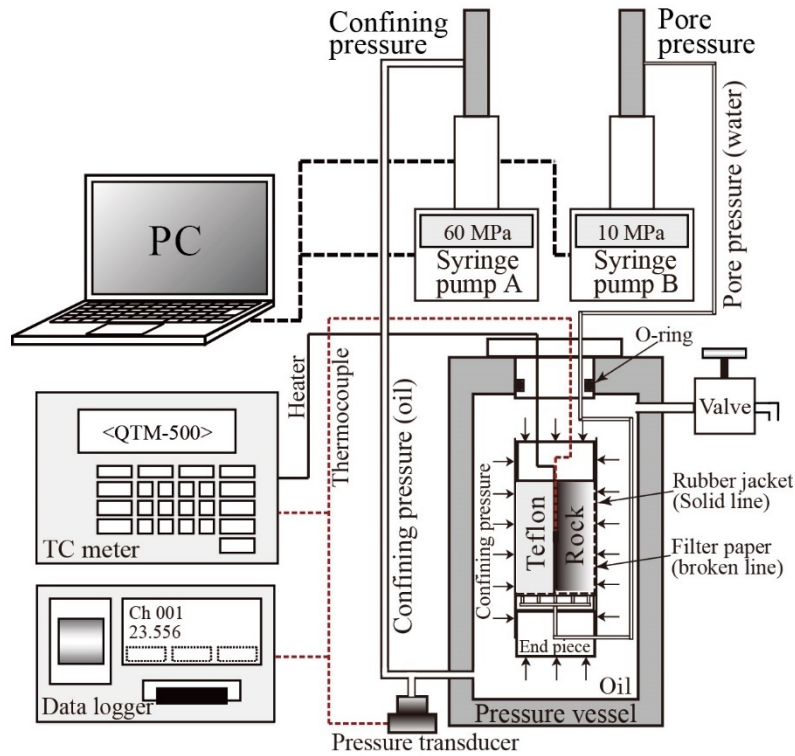 Confining
pressure
Pore
pressure
Pore pressure (water)
PC
60 MPa
Syringe
pump A
10 MPa
Syringe
pump B
O-ring
Heater
Thermocouple
Confining pressure (oil)
Valve
<QTM-500>
TC meter
Confining pressure
Teflon
Rock
Rubber jacket
(Solid line)
Filter paper
(broken line)
Ch 001
23.556
Data logger
End piece
Oil
Pressure vessel
Pressure transducer